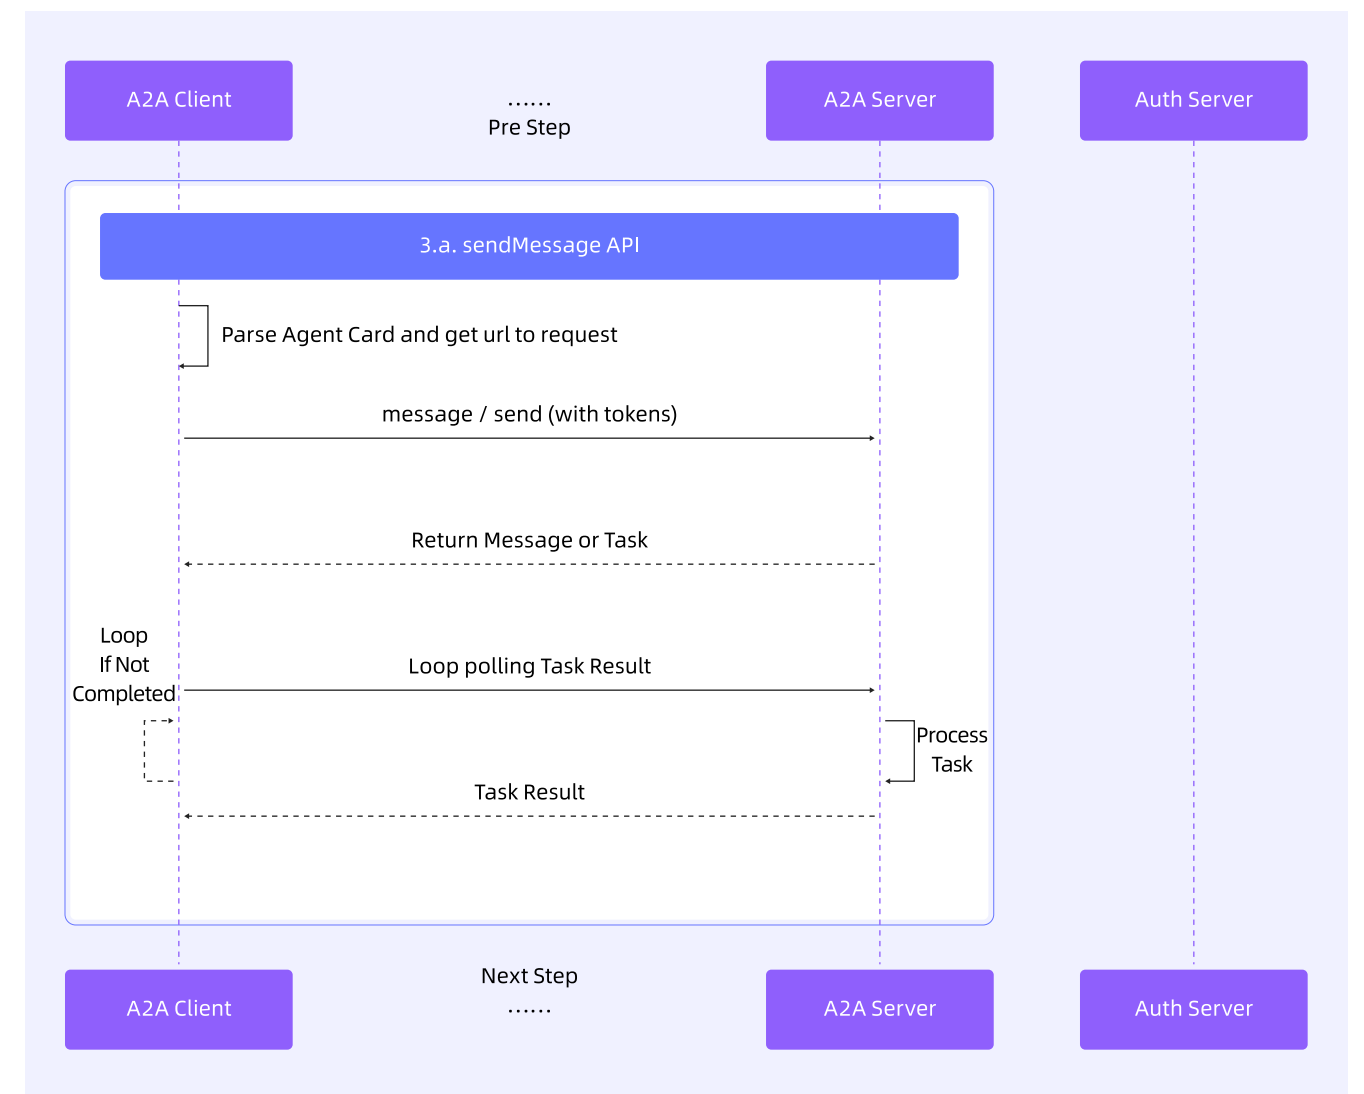 A2A Client
......
Pre Step
A2A Server
Auth Server
3.a. sendMessage API
Parse Agent Card and get url to request
message / send (with tokens)
Return Message or Task
Loop
If Not
Completed
Loop polling Task Result
Process
Task
Task Result
Next Step
......
A2A Client
A2A Server
Auth Server